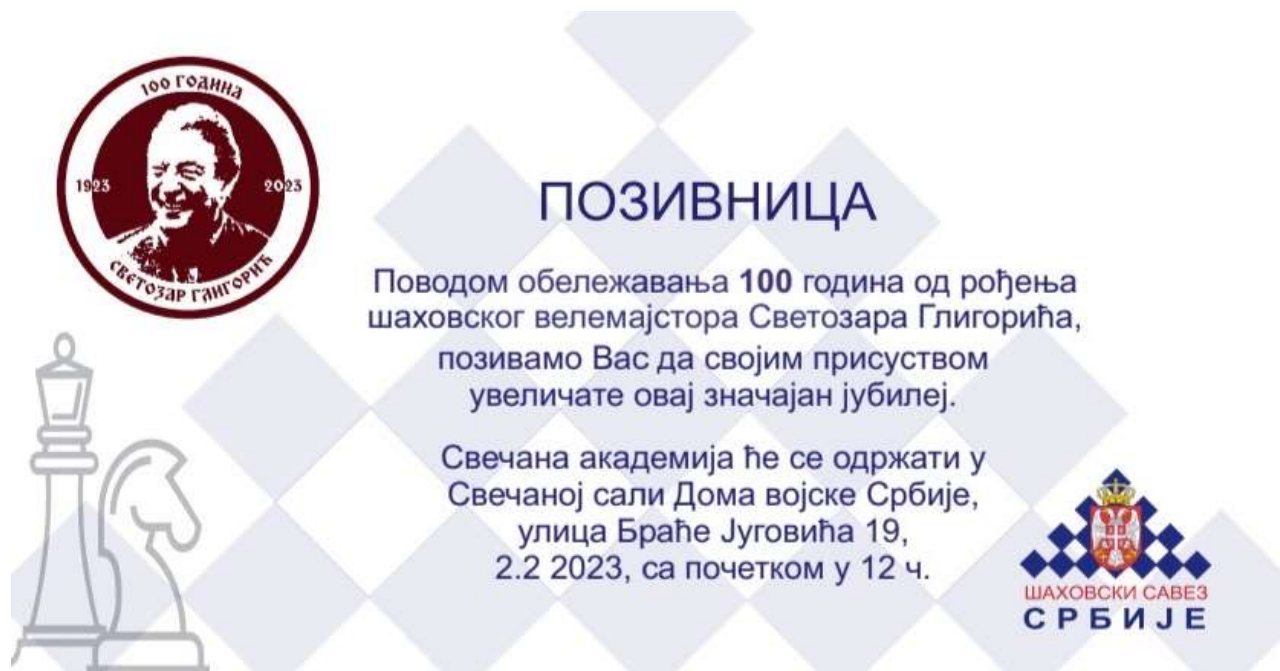 100 ГОДИНА
1923 2023
СВЕТОЗАР ГЛИГОРИЋ
ПОЗИВНИЦА
Поводом обележавања 100 година од рођења
шаховског велемајстора Светозара Глигорића,
позивамо Вас да својим присуством
увеличате овај значајан јубилеј.
Свечана академија ће се одржати у
Свечаној сали Дома војске Србије,
улица Браће Југовића 19,
2.2 2023, са почетком у 12 ч.
ШАХОВСКИ САВЕЗ
СРБИЈЕ